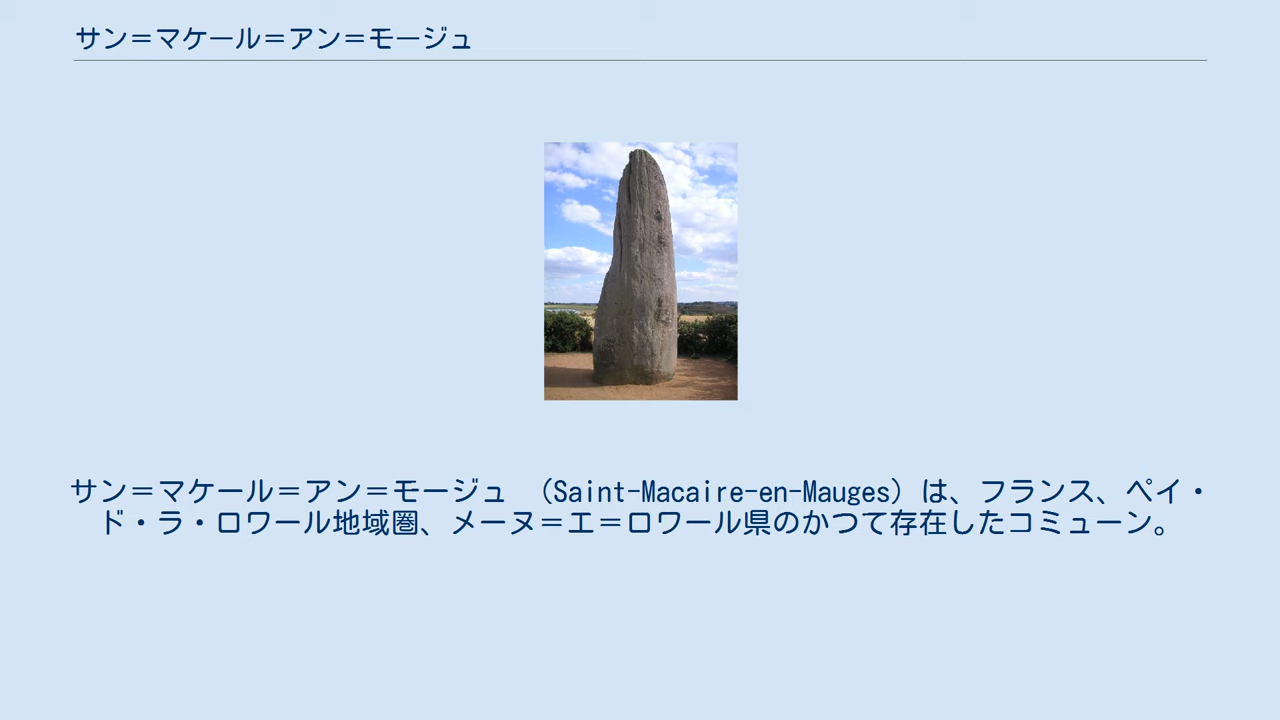 サン＝マケール＝アン＝モージュ
サン＝マケール＝アン＝モージュ （Saint-Macaire-en-Mauges）は、フランス、ペイ・
ド・ラ・ロワール地域圏、メーヌ＝エ＝ロワール県のかつて存在したコミューン。